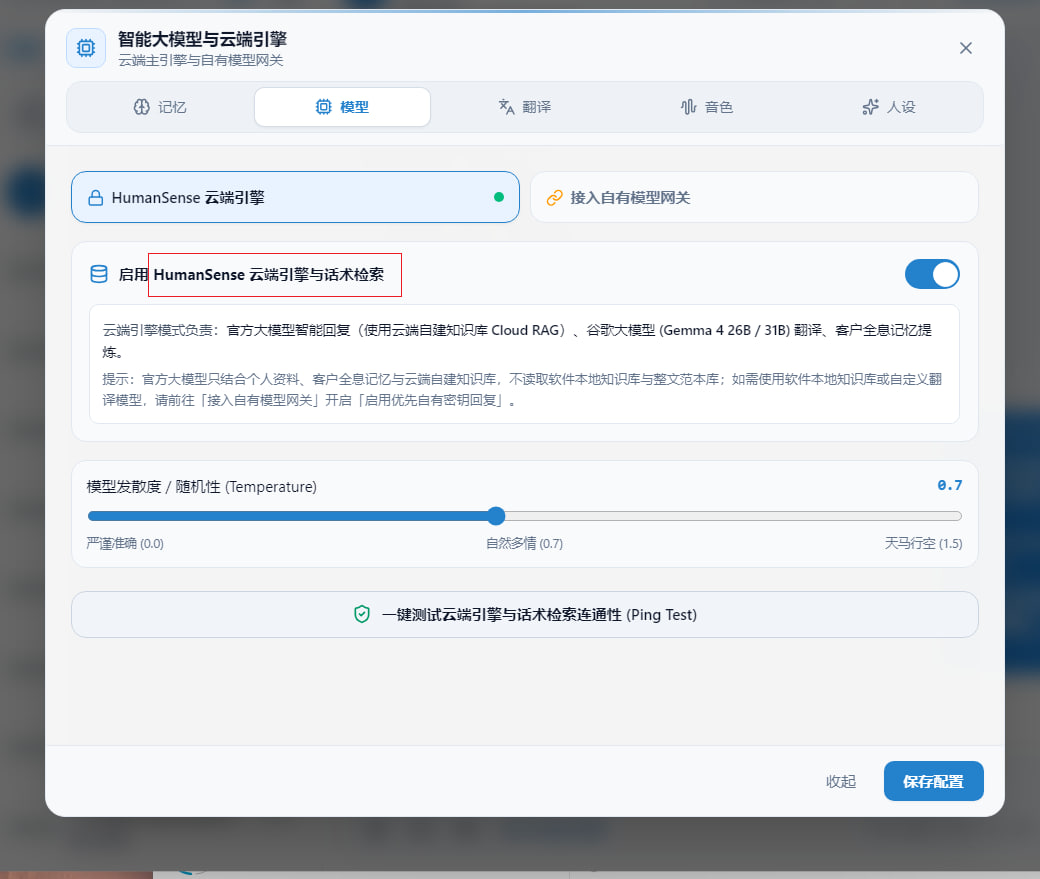 智能大模型与云端引擎
云端主引擎与自有模型网关
记忆
模型
翻译
音色
人设
HumanSense 云端引擎
接入自有模型网关
启用 HumanSense 云端引擎与话术检索
云端引擎模式负责：官方大模型智能回复（使用云端自建知识库 Cloud RAG）、谷歌大模型 (Gemma 4 26B / 31B) 翻译、客户全息记忆提
炼。
提示：官方大模型只结合个人资料、客户全息记忆与云端自建知识库，不读取软件本地知识库与整文范本库；如需使用软件本地知识库或自定义翻
译模型，请前往「接入自有模型网关」开启「启用优先自有密钥回复」。
模型发散度 / 随机性 (Temperature)
0.7
严谨准确 (0.0)
自然多情 (0.7)
天马行空 (1.5)
一键测试云端引擎与话术检索连通性 (Ping Test)
收起
保存配置